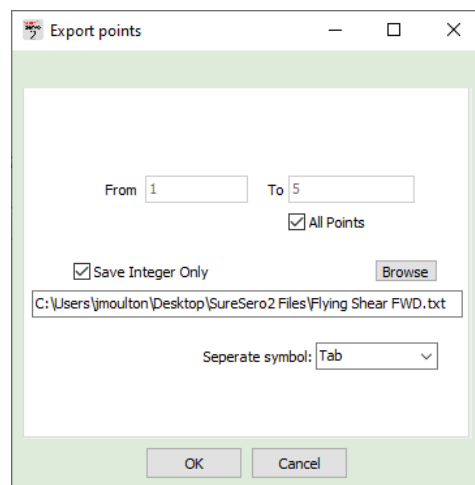 Export points
From 1 To 5
All Points
Save Integer Only Browse
C:\Users\jmoulton\Desktop\SureSero2 Files\Flying Shear FWD.txt
Seperate symbol: Tab
OK Cancel